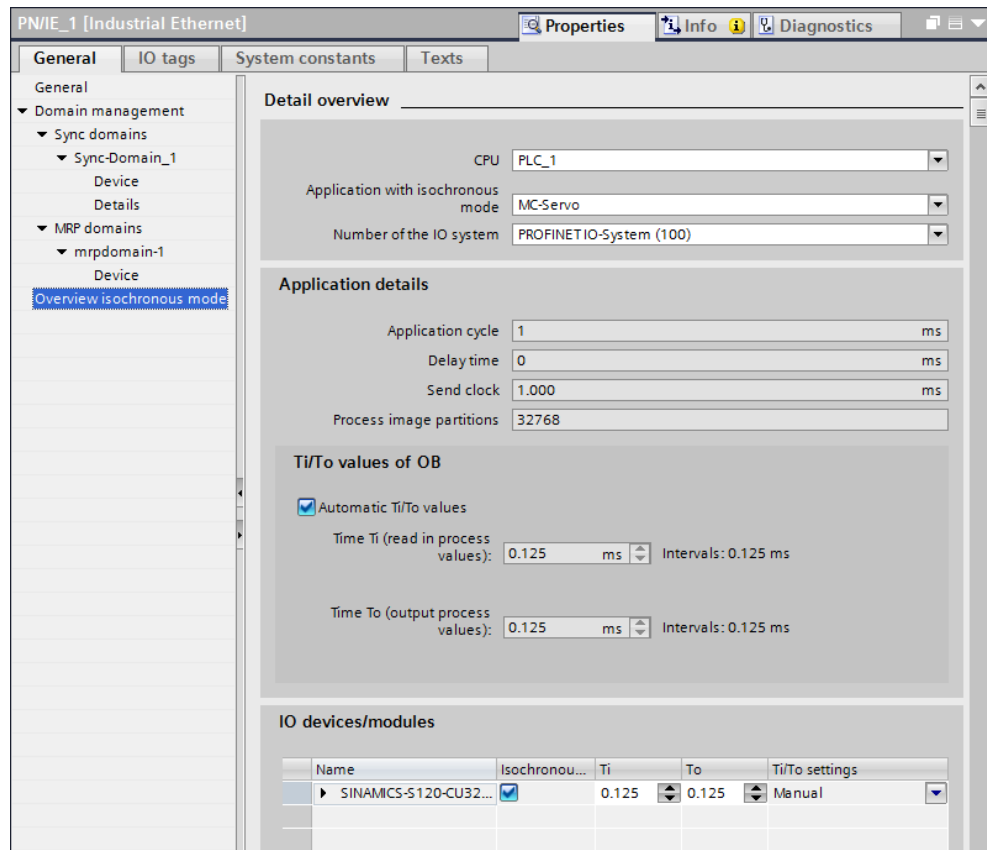 PN/IE_1 [Industrial Ethernet]
Properties
Info
Diagnostics
General
IO tags
System constants
Texts
General
Domain management
Sync domains
Sync-Domain_1
Device
Details
MRP domains
mrpdomain-1
Device
Overview isochronous mode
Detail overview
CPU
PLC_1
Application with isochronous
mode
MC-Servo
Number of the IO system
PROFINET IO-System (100)
Application details
Application cycle
1 ms
Delay time
0 ms
Send clock
1.000 ms
Process image partitions
32768
Ti/To values of OB
Automatic Ti/To values
Time Ti (read in process
values):
0.125 ms
Intervals: 0.125 ms
Time To (output process
values):
0.125 ms
Intervals: 0.125 ms
IO devices/modules
Name Isochronou... Ti To Ti/To settings
SINAMICS-S120-CU32... 0.125 0.125 Manual